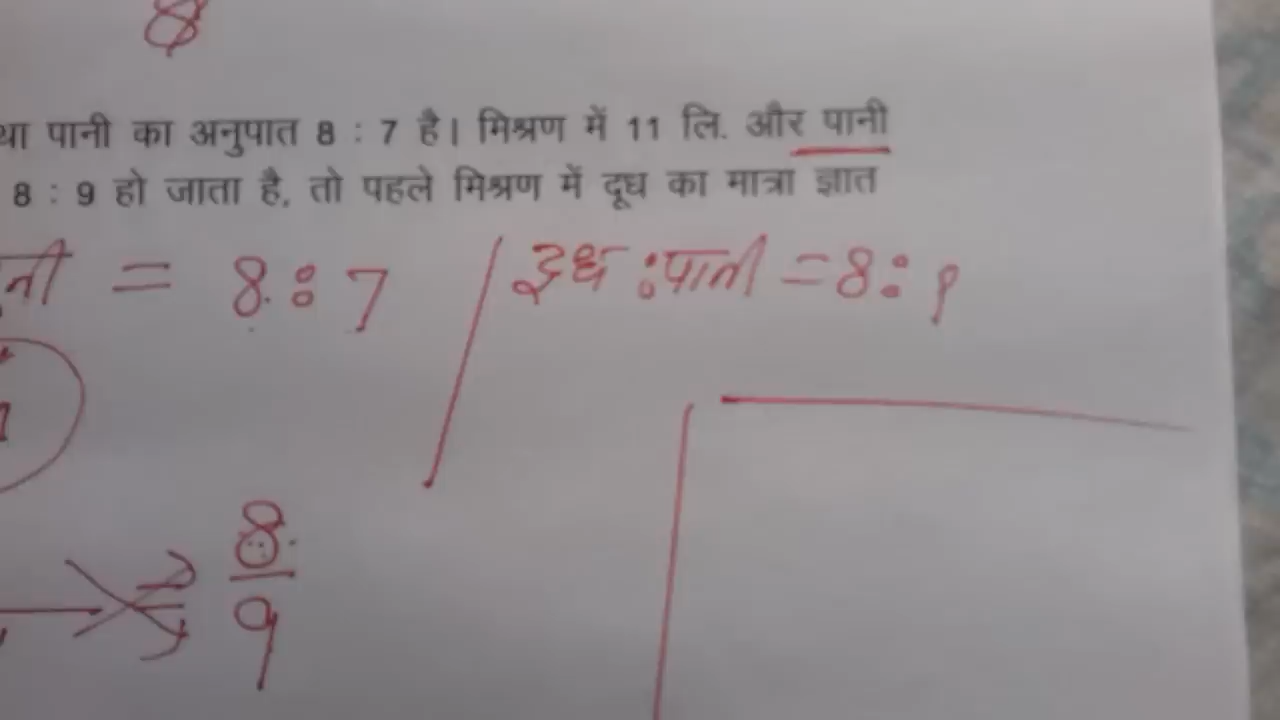 8
था पानी का अनुपात 8 : 7 है। मिश्रण में 11 लि. और पानी
8 : 9 हो जाता है, तो पहले मिश्रण में दूध का मात्रा ज्ञात
नी = 8 : 7
दुध : पानी = 8 : 9
8
9